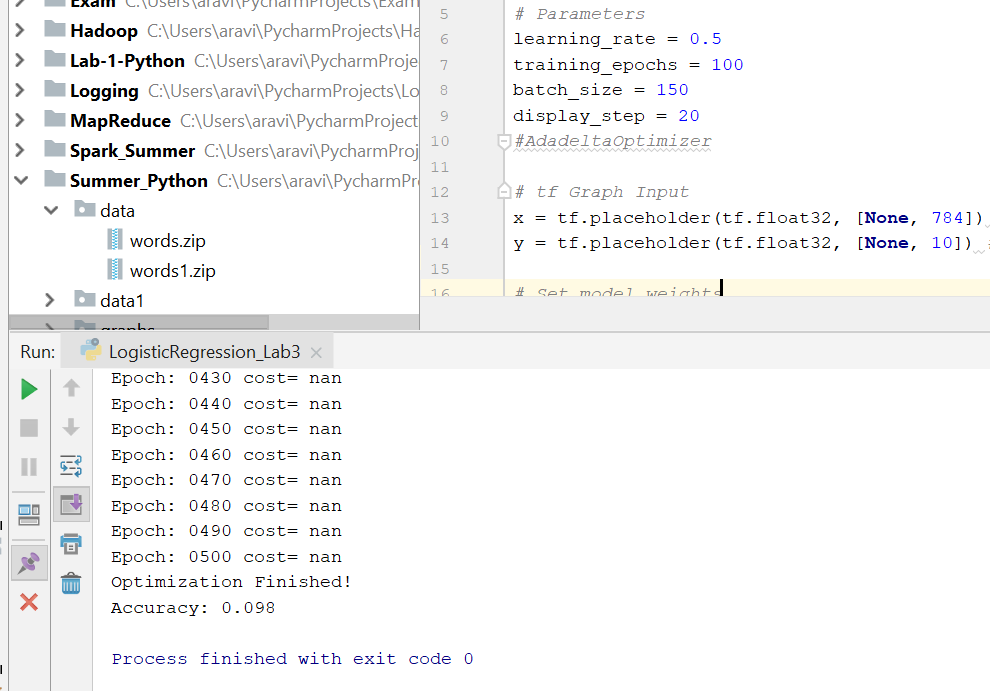 Exam C:\Users\aravi\PycharmProjects\Exam
Hadoop C:\Users\aravi\PycharmProjects\Ha
Lab-1-Python C:\Users\aravi\PycharmProje
Logging C:\Users\aravi\PycharmProjects\Lo
MapReduce C:\Users\aravi\PycharmProject
Spark_Summer C:\Users\aravi\PycharmProj
Summer_Python C:\Users\aravi\PycharmPr
data
words.zip
words1.zip
data1
graphs
5 # Parameters
6 learning_rate = 0.5
7 training_epochs = 100
8 batch_size = 150
9 display_step = 20
10 #AdadeltaOptimizer
11
12 # tf Graph Input
13 x = tf.placeholder(tf.float32, [None, 784])
14 y = tf.placeholder(tf.float32, [None, 10])
15
16 # Set model weights
Run: LogisticRegression_Lab3
Epoch: 0430 cost= nan
Epoch: 0440 cost= nan
Epoch: 0450 cost= nan
Epoch: 0460 cost= nan
Epoch: 0470 cost= nan
Epoch: 0480 cost= nan
Epoch: 0490 cost= nan
Epoch: 0500 cost= nan
Optimization Finished!
Accuracy: 0.098
Process finished with exit code 0